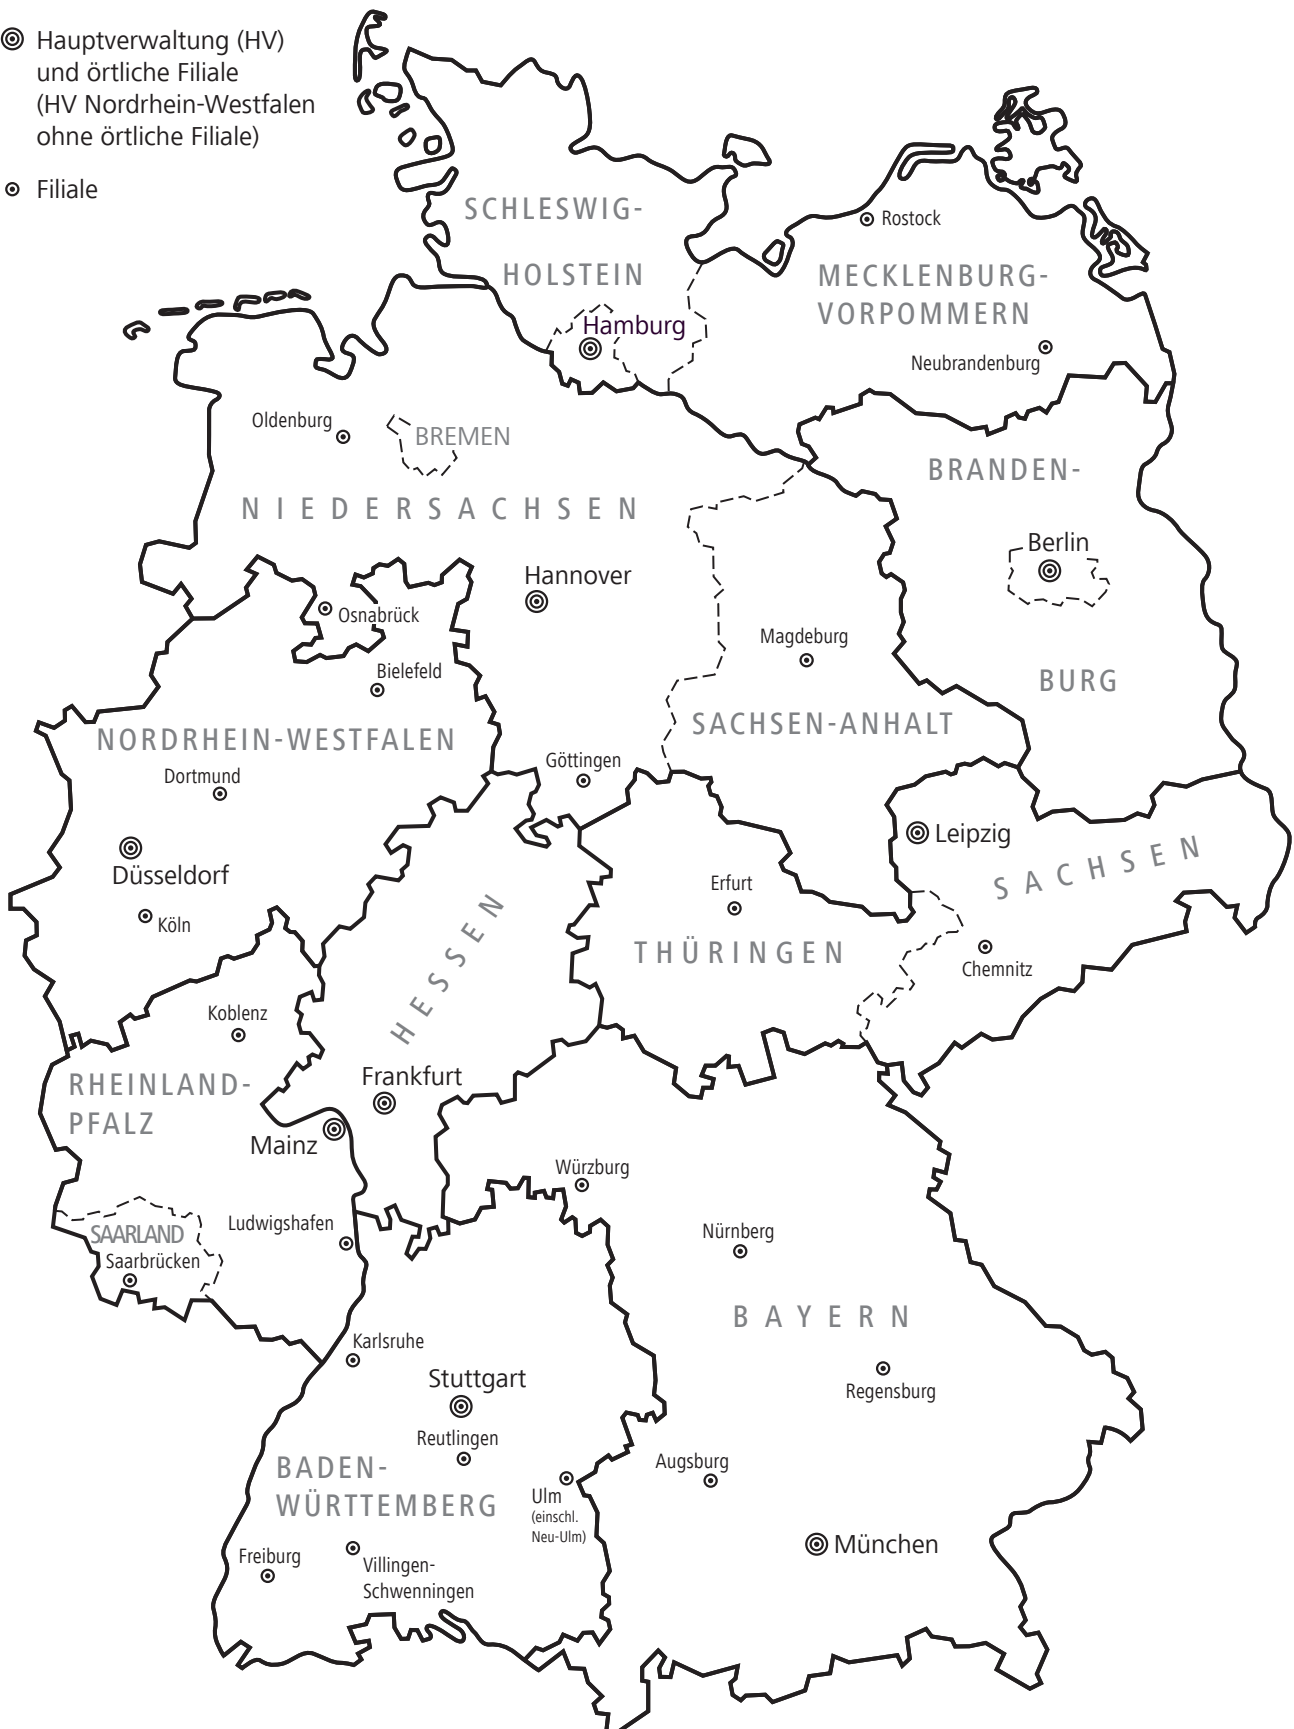 Hauptverwaltung (HV)
und örtliche Filiale
(HV Nordrhein-Westfalen
ohne örtliche Filiale)
Filiale
SCHLESWIG-
HOLSTEIN
Rostock
MECKLENBURG-
VORPOMMERN
Hamburg
Neubrandenburg
Oldenburg
BREMEN
NIEDERSACHSEN
BRANDEN-
BURG
Berlin
Hannover
Osnabrück
Magdeburg
Bielefeld
SACHSEN-ANHALT
NORDRHEIN-WESTFALEN
Göttingen
Dortmund
Düsseldorf
Köln
Leipzig
SACHSEN
Erfurt
HESSEN
THÜRINGEN
Chemnitz
Koblenz
RHEINLAND-
PFALZ
Frankfurt
Mainz
Würzburg
SAARLAND
Saarbrücken
Ludwigshafen
Nürnberg
BAYERN
Karlsruhe
Stuttgart
Regensburg
Reutlingen
BADEN-
WÜRTTEMBERG
Augsburg
Ulm
(einschl.
Neu-Ulm)
München
Freiburg
Villingen-
Schwenningen